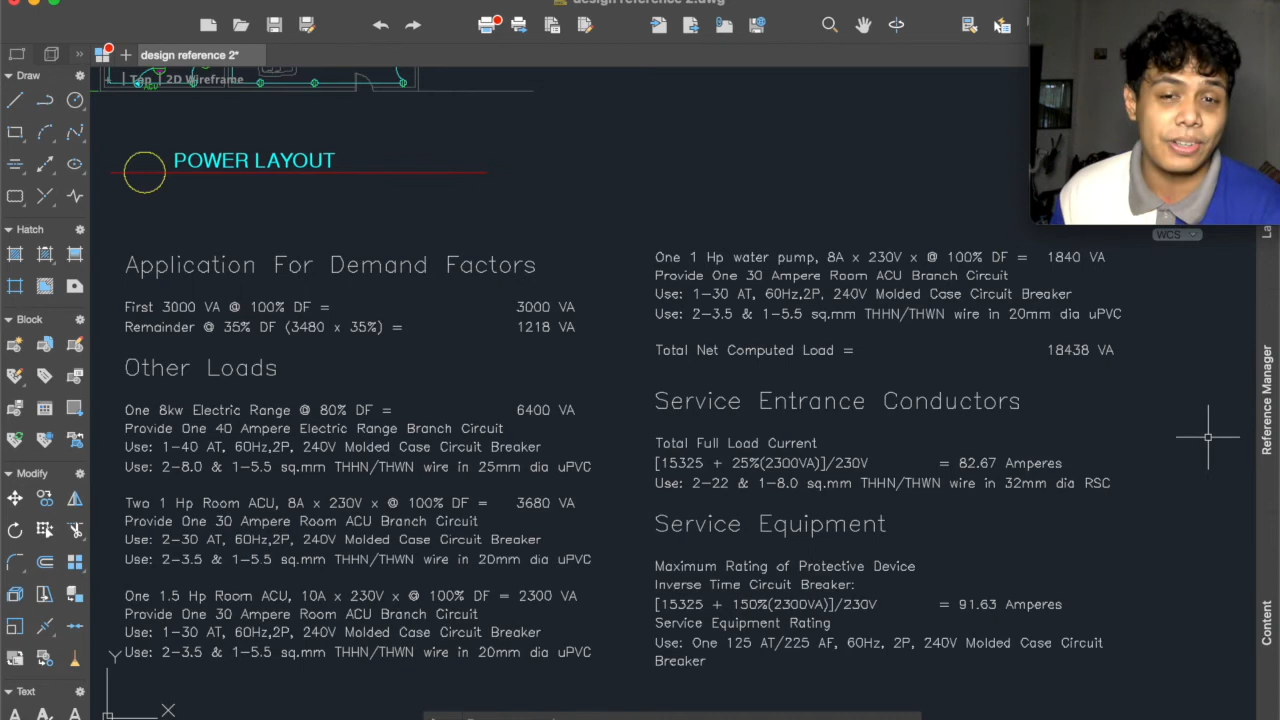 design reference 2.dwg
design reference 2*
Top | 2D Wireframe
Draw
Hatch
Block
Modify
Text
POWER LAYOUT
Application For Demand Factors
First 3000 VA @ 100% DF = 3000 VA
Remainder @ 35% DF (3480 x 35%) = 1218 VA
Other Loads
One 8kw Electric Range @ 80% DF = 6400 VA
Provide One 40 Ampere Electric Range Branch Circuit
Use: 1-40 AT, 60Hz,2P, 240V Molded Case Circuit Breaker
Use: 2-8.0 & 1-5.5 sq.mm THHN/THWN wire in 25mm dia uPVC
Two 1 Hp Room ACU, 8A x 230V x @ 100% DF = 3680 VA
Provide One 30 Ampere Room ACU Branch Circuit
Use: 2-30 AT, 60Hz,2P, 240V Molded Case Circuit Breaker
Use: 2-3.5 & 1-5.5 sq.mm THHN/THWN wire in 20mm dia uPVC
One 1.5 Hp Room ACU, 10A x 230V x @ 100% DF = 2300 VA
Provide One 30 Ampere Room ACU Branch Circuit
Use: 1-30 AT, 60Hz,2P, 240V Molded Case Circuit Breaker
Use: 2-3.5 & 1-5.5 sq.mm THHN/THWN wire in 20mm dia uPVC
Y
X
One 1 Hp water pump, 8A x 230V x @ 100% DF = 1840 VA
Provide One 30 Ampere Room ACU Branch Circuit
Use: 1-30 AT, 60Hz,2P, 240V Molded Case Circuit Breaker
Use: 2-3.5 & 1-5.5 sq.mm THHN/THWN wire in 20mm dia uPVC
Total Net Computed Load = 18438 VA
Service Entrance Conductors
Total Full Load Current
[15325 + 25%(2300VA)]/230V = 82.67 Amperes
Use: 2-22 & 1-8.0 sq.mm THHN/THWN wire in 32mm dia RSC
Service Equipment
Maximum Rating of Protective Device
Inverse Time Circuit Breaker:
[15325 + 150%(2300VA)]/230V = 91.63 Amperes
Service Equipment Rating
Use: One 125 AT/225 AF, 60Hz, 2P, 240V Molded Case Circuit
Breaker
WCS
Reference Manager
Content